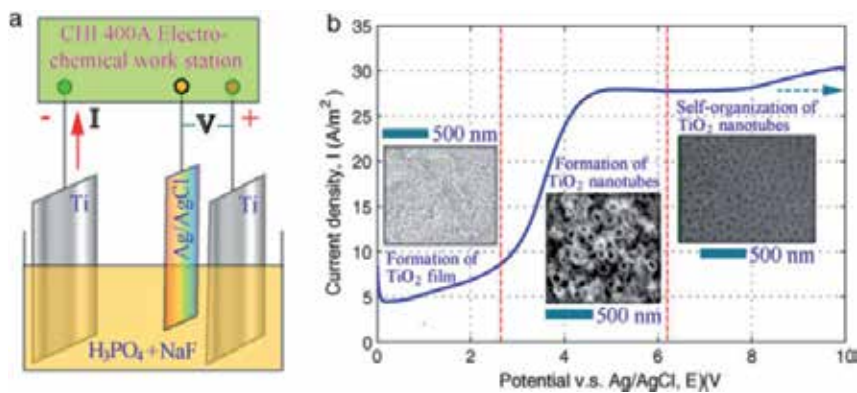 a
CHI 400A Electro-
chemical work station
-
I
V
+
Ti
Ag/AgCl
Ti
H₃PO₄+NaF
b
35
30
25
20
15
10
5
0
Current density, I (A/m²)
500 nm
Formation of
TiO₂ film
Formation of
TiO₂ nanotubes
500 nm
Self-organization of
TiO₂ nanotubes
500 nm
0 2 4 6 8 10
Potential v.s. Ag/AgCl, E)(V